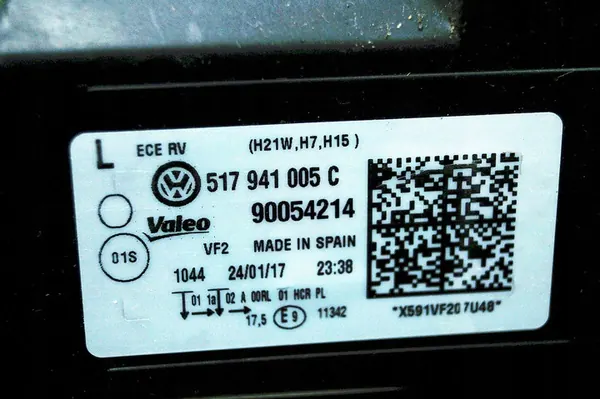 L ECE RV (H21W,H7,H15)
517 941 005 C
Valeo 90054214
VF2 MADE IN SPAIN
01S
1044 24/01/17 23:38
01 1a 02 A 00RL 01 HCR PL
17,5 E9 11342
"X591VF207U48"